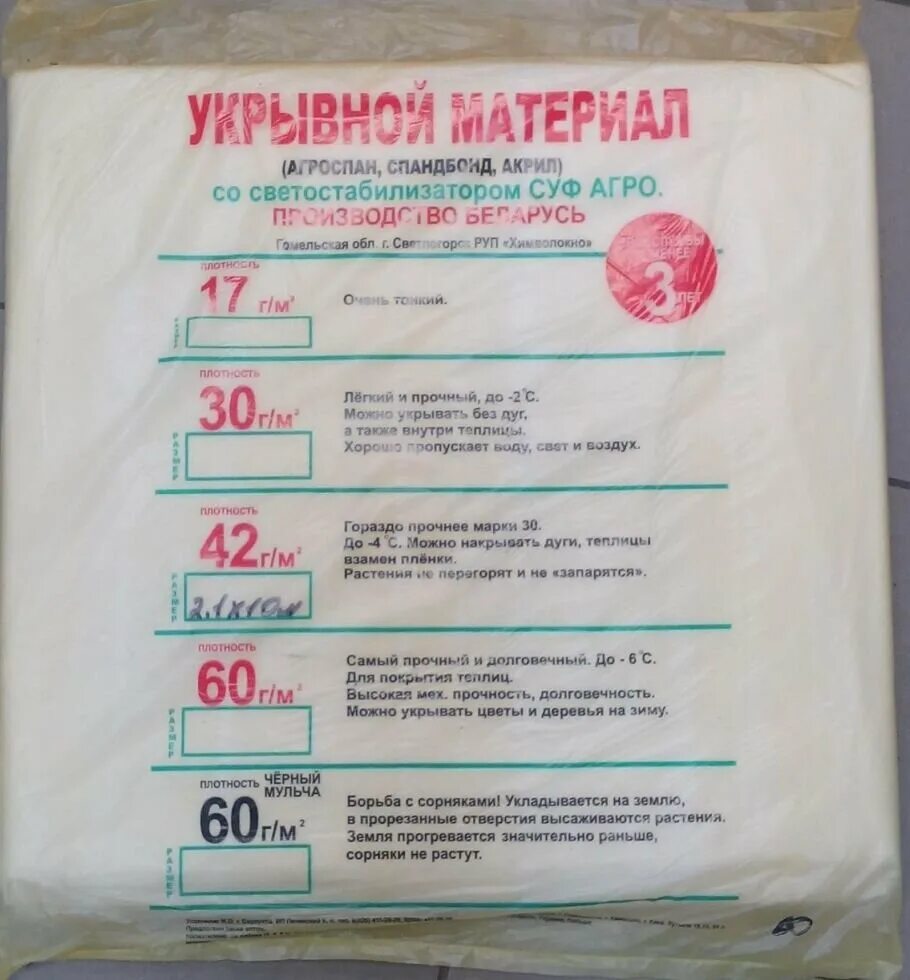 УКРЫВНОЙ МАТЕРИАЛ
(АГРОСПАН, СПАНДБОНД, АКРИЛ)
СО СВЕТОСТАБИЛИЗАТОРОМ СУФ АГРО.
ПРОИЗВОДСТВО БЕЛАРУСЬ
Гомельская обл. г. Светлогорск РУП «Химволокно»
СЛУЖБЫ
МЕНЕЕ
3 ЛЕТ
ПЛОТНОСТЬ
17 г/м²
Очень тонкий.
РАЗМЕР
ПЛОТНОСТЬ
30 г/м²
РАЗМЕР
Лёгкий и прочный, до -2°С.
Можно укрывать без дуг,
а также внутри теплицы.
Хорошо пропускает воду, свет и воздух.
ПЛОТНОСТЬ
42 г/м²
РАЗМЕР
2,1х10м
Гораздо прочнее марки 30.
До -4°С. Можно накрывать дуги, теплицы
взамен плёнки.
Растения не перегорят и не «запарятся».
ПЛОТНОСТЬ
60 г/м²
РАЗМЕР
Самый прочный и долговечный. До - 6°С.
Для покрытия теплиц.
Высокая мех. прочность, долговечность.
Можно укрывать цветы и деревья на зиму.
ПЛОТНОСТЬ ЧЁРНЫЙ
МУЛЬЧА
60 г/м²
РАЗМЕР
Борьба с сорняками! Укладывается на землю,
в прорезанные отверстия высаживаются растения.
Земля прогревается значительно раньше,
сорняки не растут.